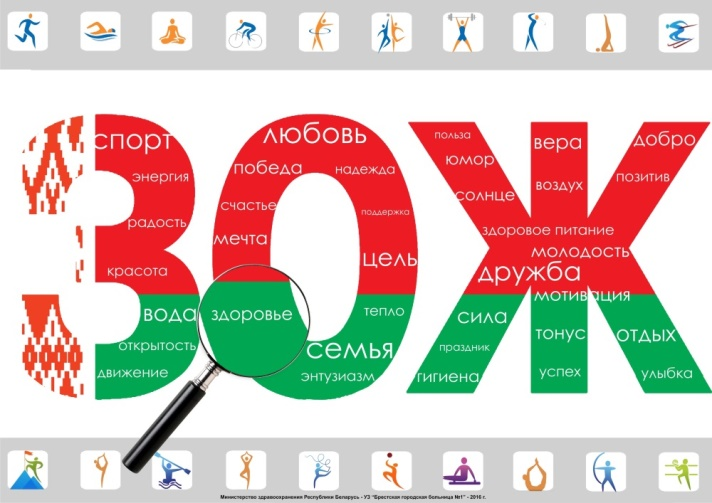 ЗОЖ
спорт
энергия
радость
красота
вода
открытость
движение
любовь
победа
надежда
счастье
поддержка
мечта
цель
здоровье
тепло
семья
энтузиазм
польза
вера
добро
юмор
воздух
позитив
солнце
здоровое питание
молодость
дружба
мотивация
сила
тонус
отдых
праздник
гигиена
успех
улыбка
Министерство здравоохранения Республики Беларусь - УЗ "Брестская городская больница №1" - 2016 г.